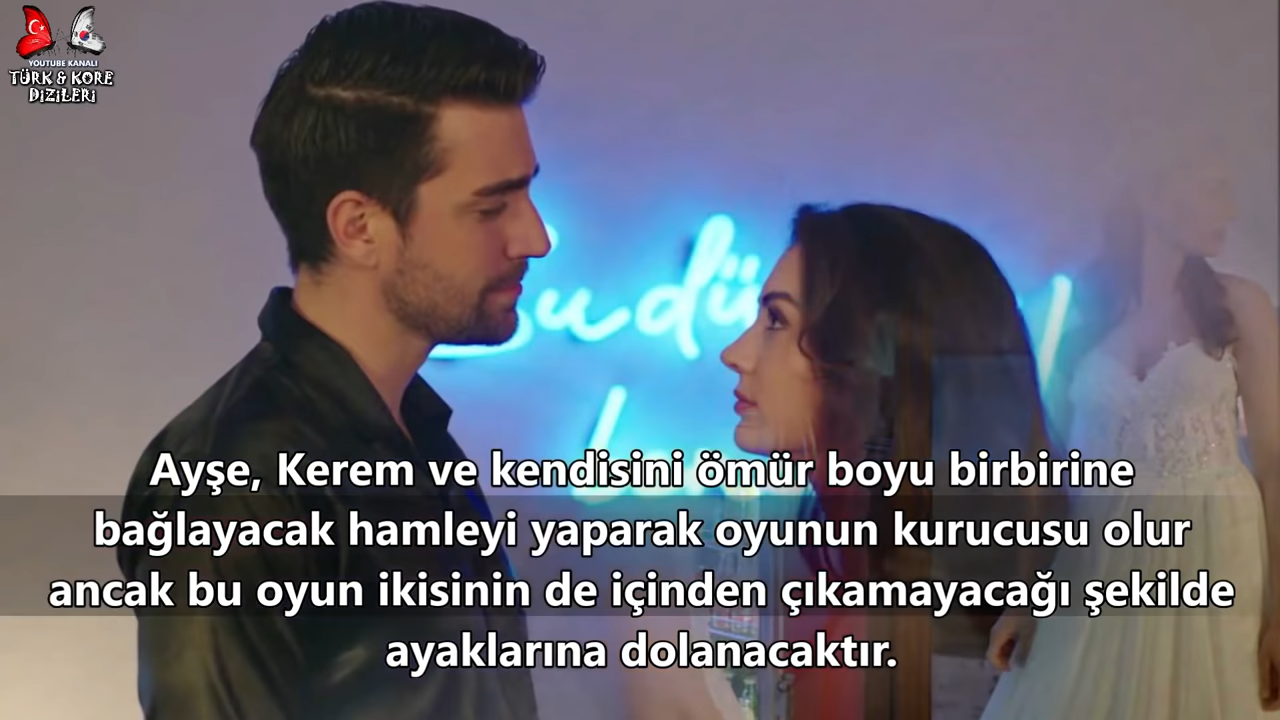 YOUTUBE KANALI
TÜRK & KORE
DİZİLERİ
Ayşe, Kerem ve kendisini ömür boyu birbirine
bağlayacak hamleyi yaparak oyunun kurucusu olur
ancak bu oyun ikisinin de içinden çıkamayacağı şekilde
ayaklarına dolanacaktır.